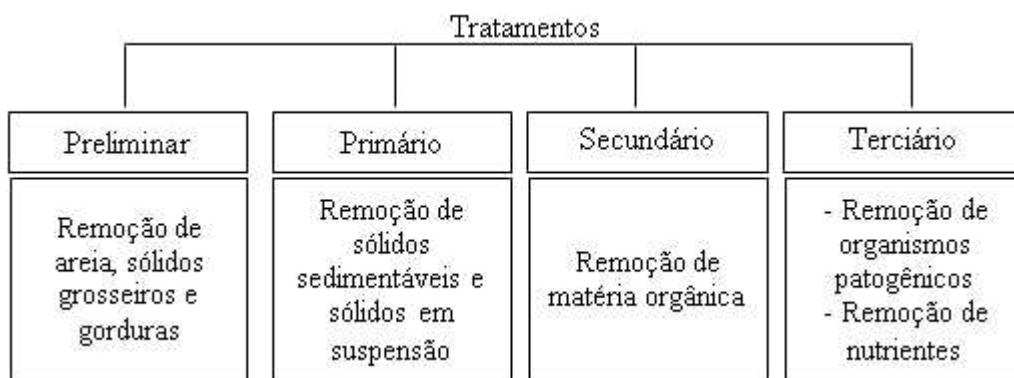 Tratamentos
Preliminar
Primário
Secundário
Terciário
Remoção de
areia, sólidos
grosseiros e
gorduras
Remoção de
sólidos
sedimentáveis e
sólidos em
suspensão
Remoção de
matéria orgânica
- Remoção de
organismos
patogênicos
- Remoção de
nutrientes